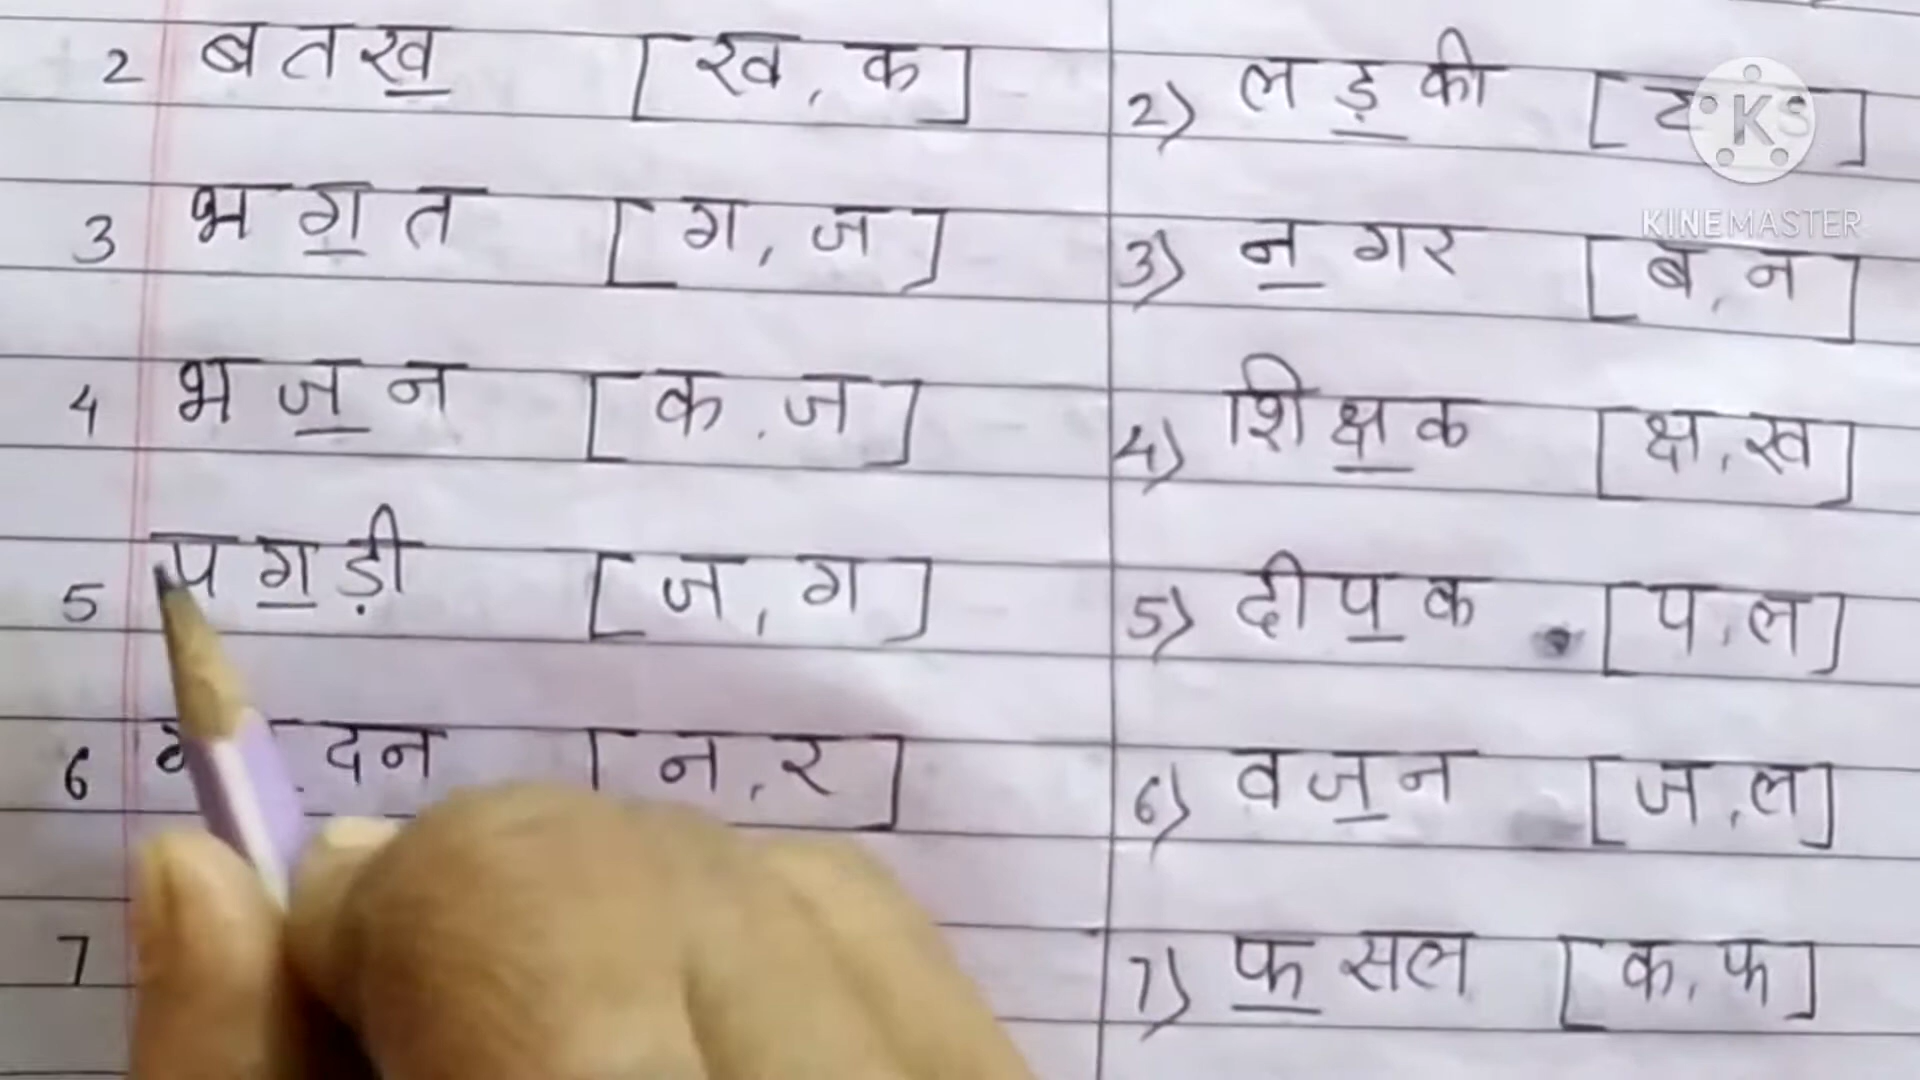 2 बतख [ख, क]
3 भगत [ग, ज]
4 भजन [क, ज]
5 पगड़ी [ज, ग]
6 दन [न, र]
7
2) लड़की
3) नगर [ब, न]
4) शिक्षक [क्ष, ख]
5) दीपक [प, ल]
6) वजन [ज, ल]
7) फसल [क, फ]
KINEMASTER